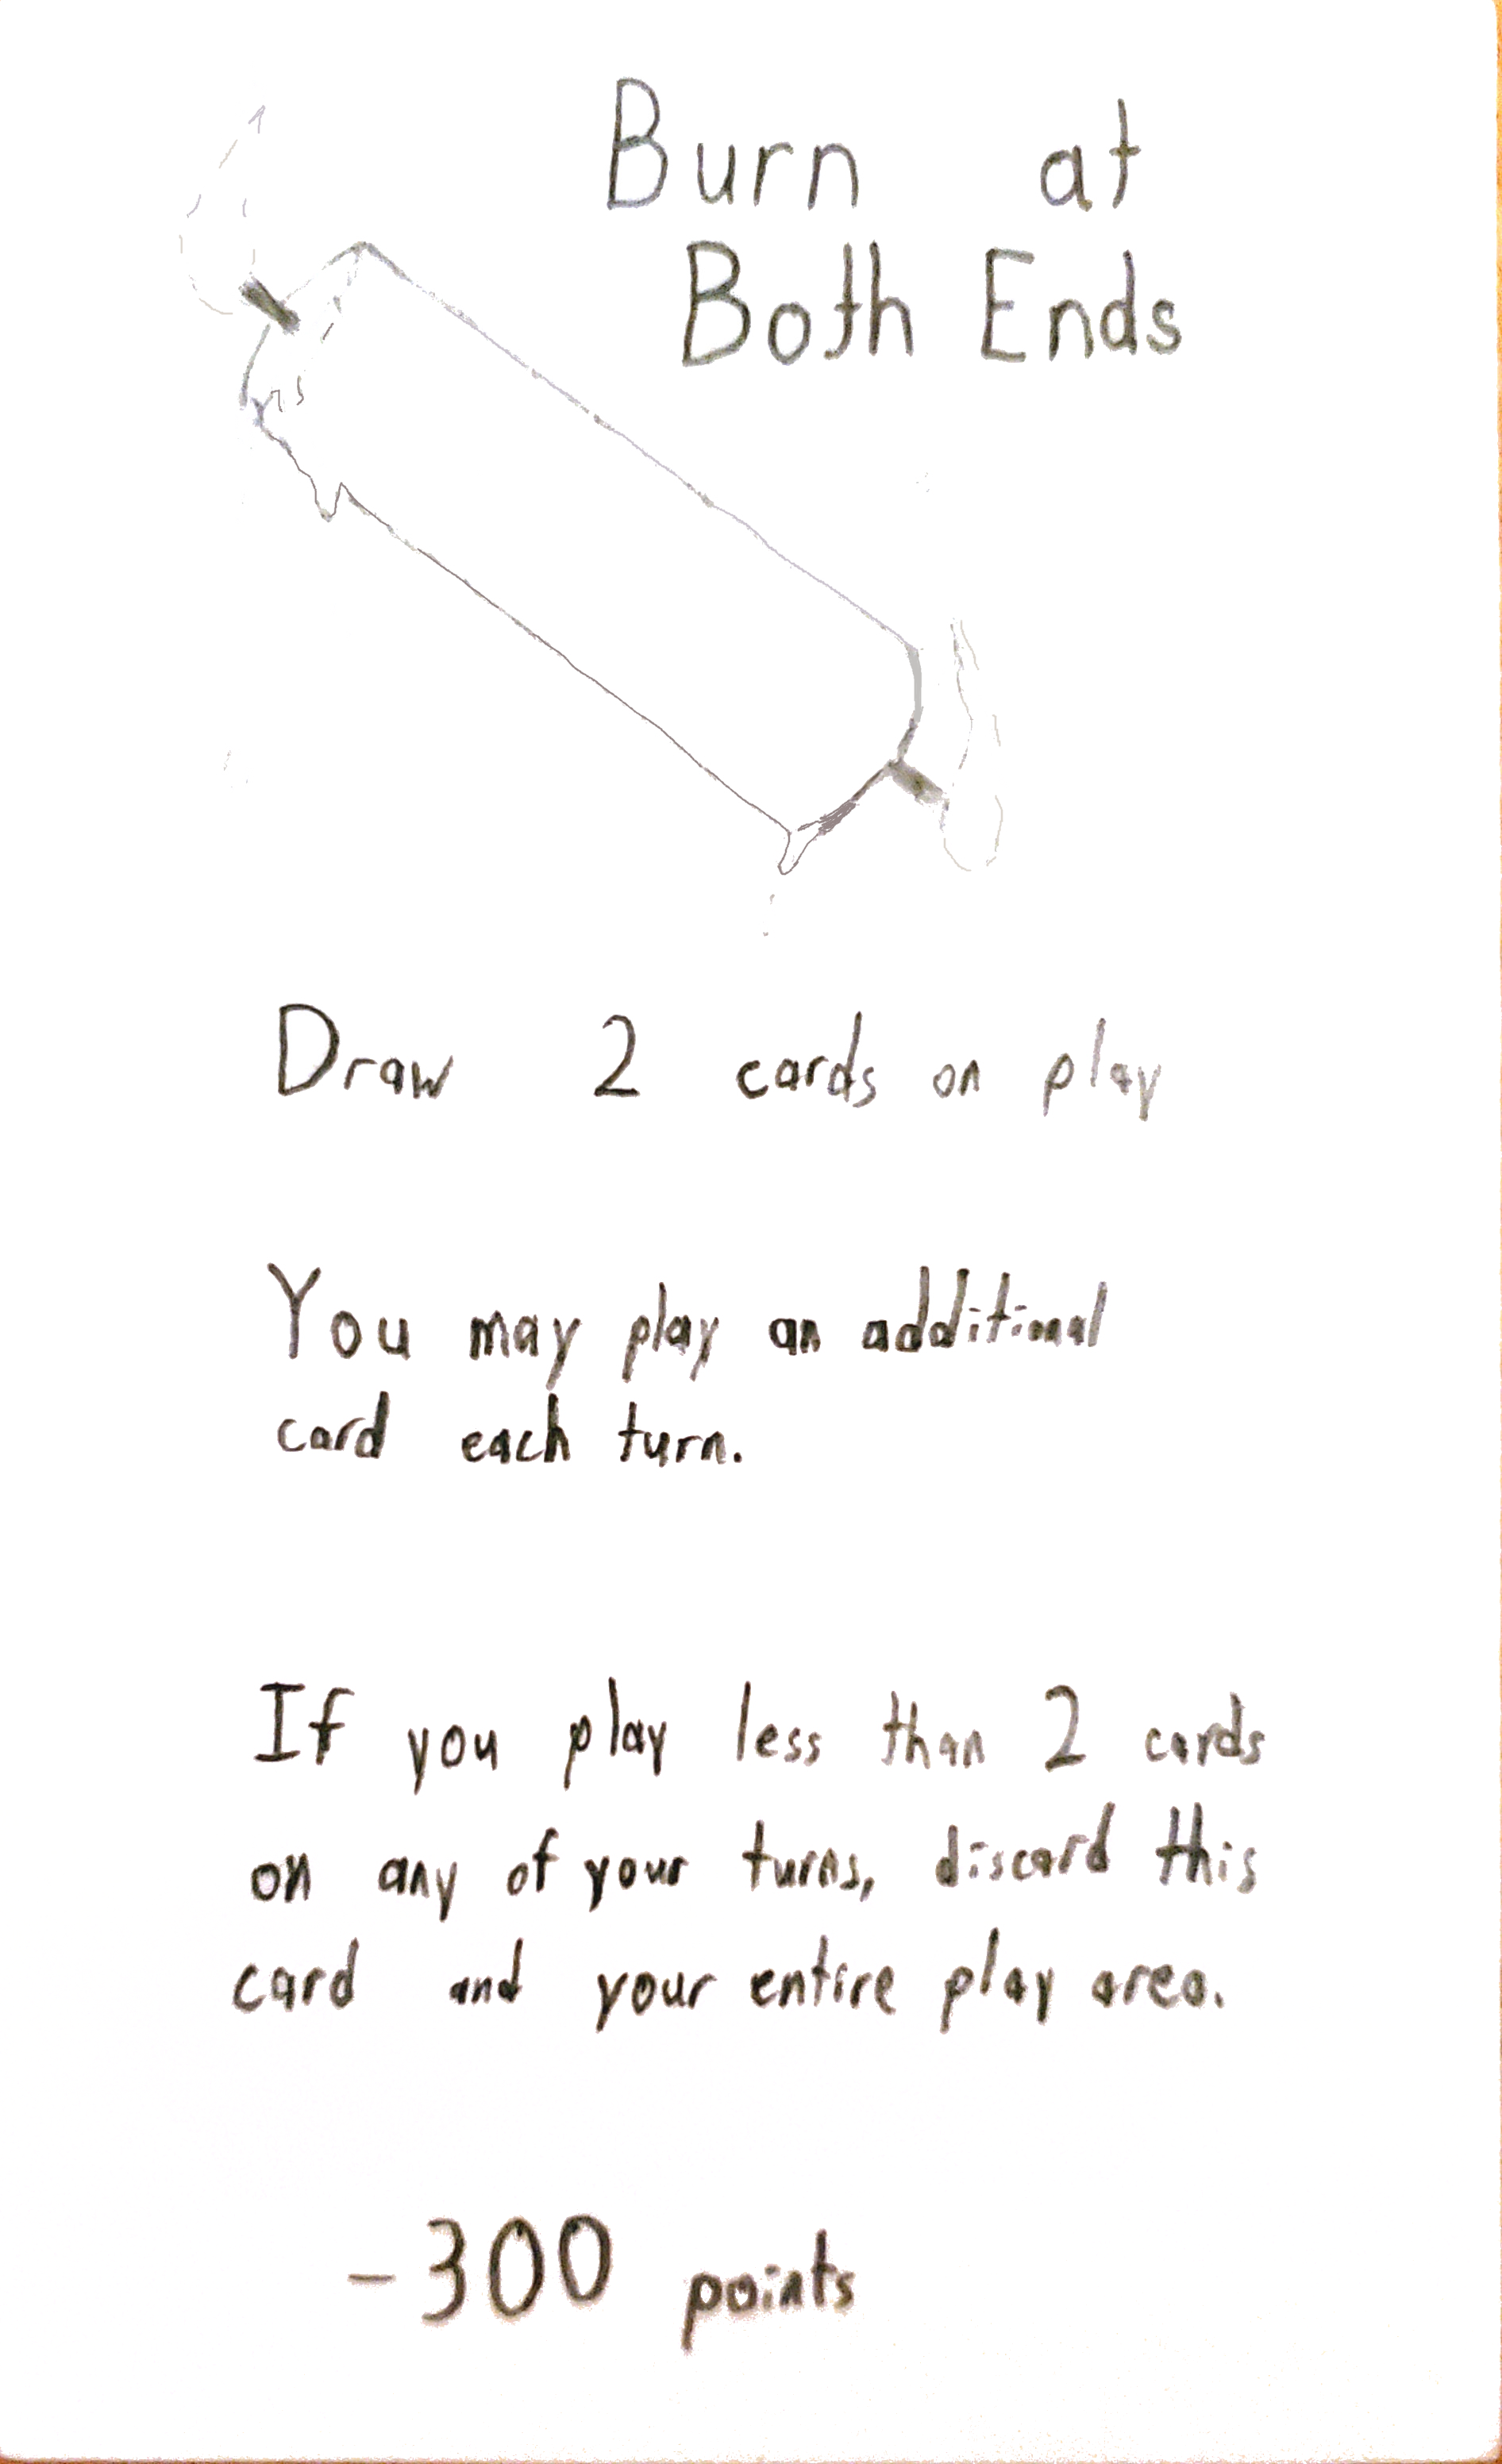 Burn at
Both Ends
Draw 2 cards on play
You may play an additional
card each turn.
If you play less than 2 cards
on any of your turns, discard this
card and your entire play area.
-300 points